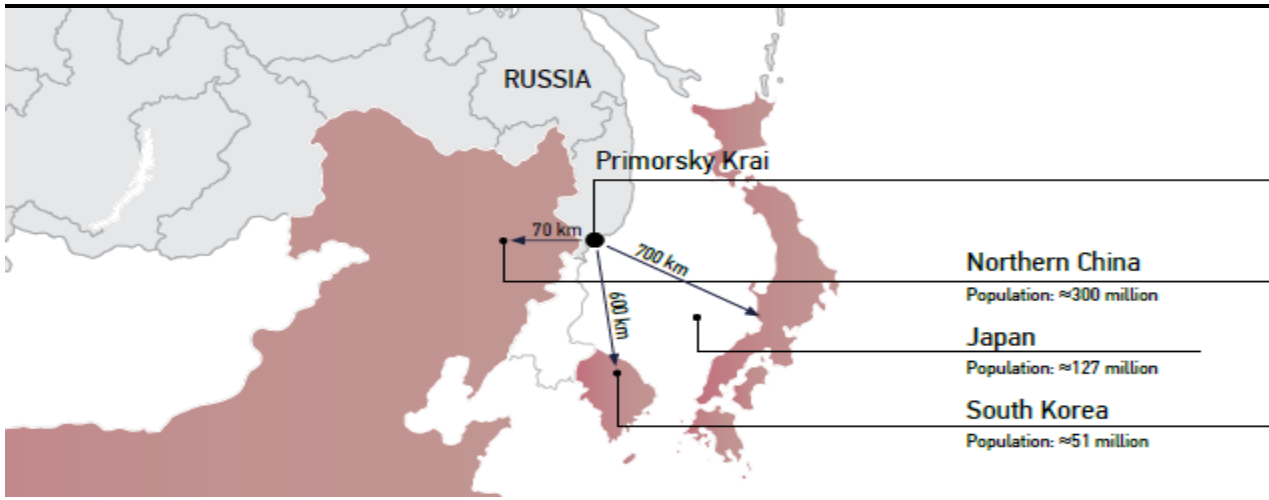 RUSSIA
Primorsky Krai
70 km
700 km
600 km
Northern China
Population: ≈300 million
Japan
Population: ≈127 million
South Korea
Population: ≈51 million